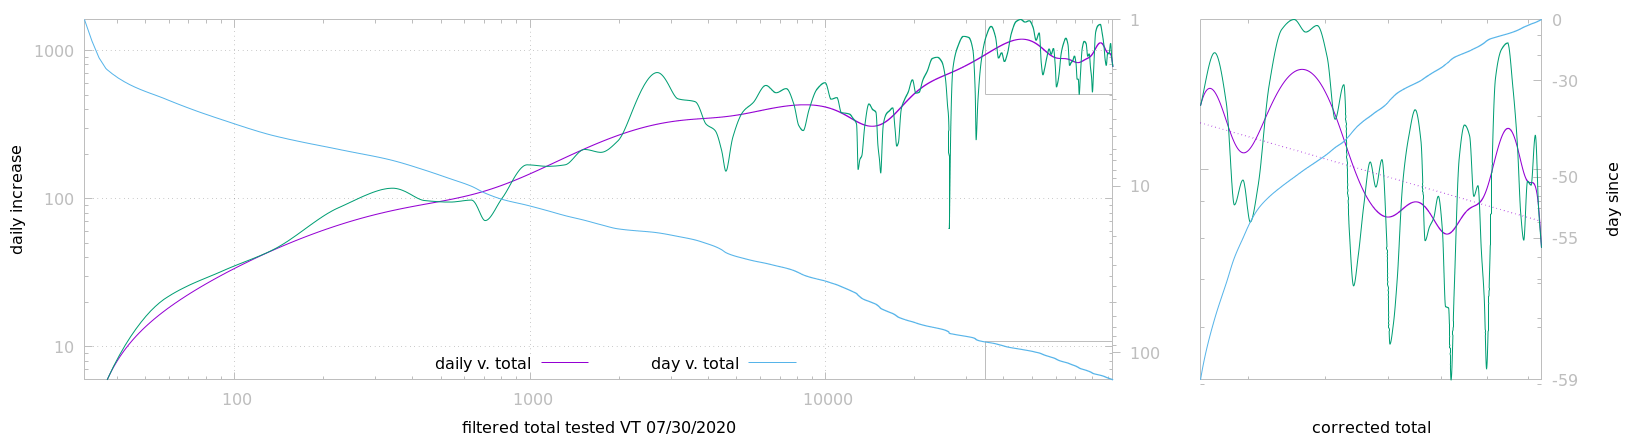 1000
100
10
daily increase
daily v. total
day v. total
100
1000
10000
filtered total tested VT 07/30/2020
1
10
100
0
-30
-50
-55
-59
day since
corrected total